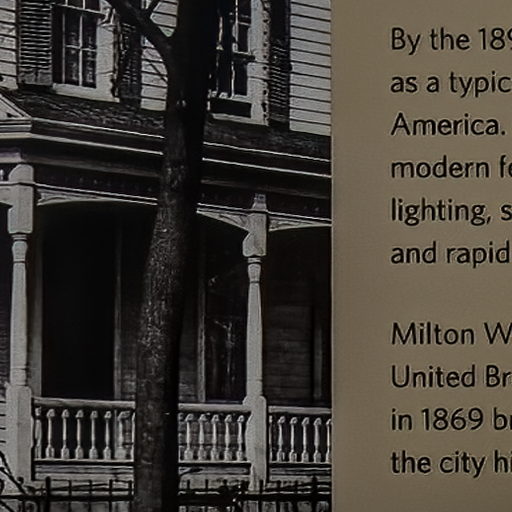 By the 189
as a typic
America.
modern fe
lighting, s
and rapid
Milton W
United Br
in 1869 br
the city hi